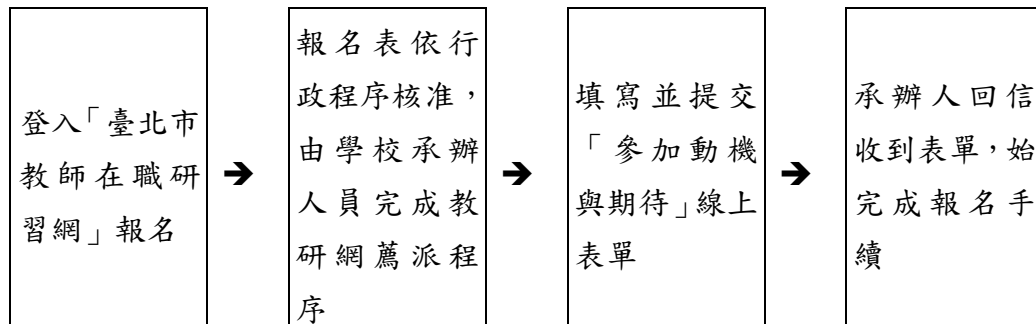 登入「臺北市
教師在職研
習網」報名
➔
報名表依行
政程序核准，
由學校承辦
人員完成教
研網薦派程
序
➔
填寫並提交
「參加動機
與期待」線上
表單
➔
承辦人回信
收到表單，始
完成報名手
續